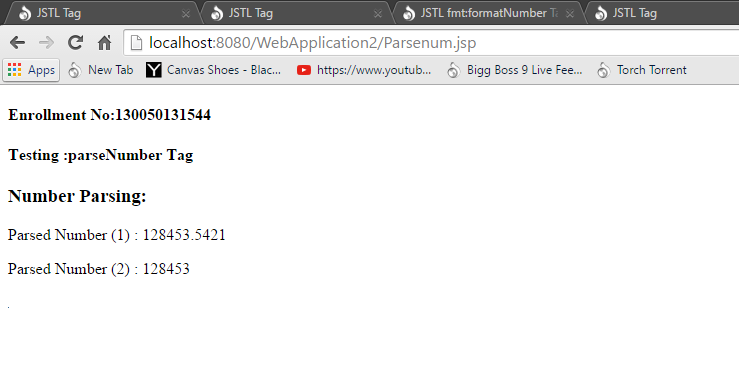 JSTL Tag
JSTL Tag
JSTL fmt:formatNumber T
JSTL Tag
localhost:8080/WebApplication2/Parsenum.jsp
Apps
New Tab
Canvas Shoes - Blac...
https://www.youtub...
Bigg Boss 9 Live Fee...
Torch Torrent
Enrollment No:130050131544
Testing :parseNumber Tag
Number Parsing:
Parsed Number (1) : 128453.5421
Parsed Number (2) : 128453
.